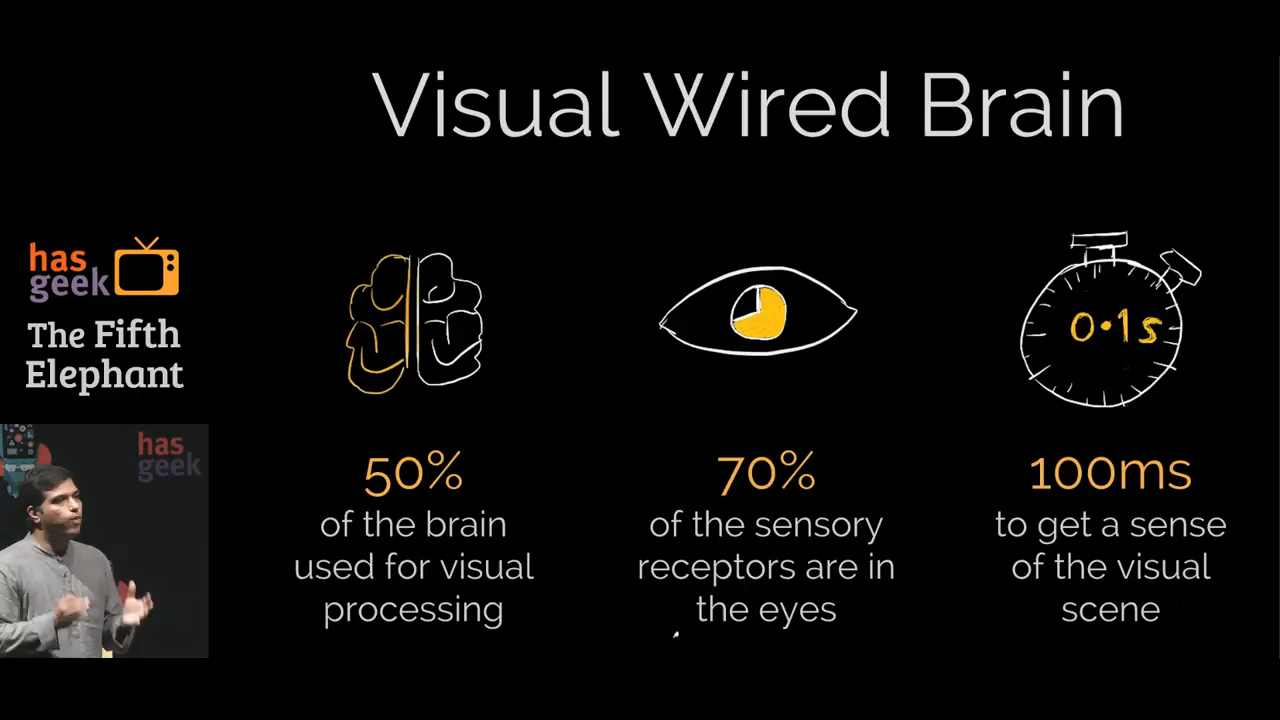 Visual Wired Brain
has
geek
The Fifth
Elephant
has
geek
0.1s
50%
of the brain
used for visual
processing
70%
of the sensory
receptors are in
the eyes
100ms
to get a sense
of the visual
scene